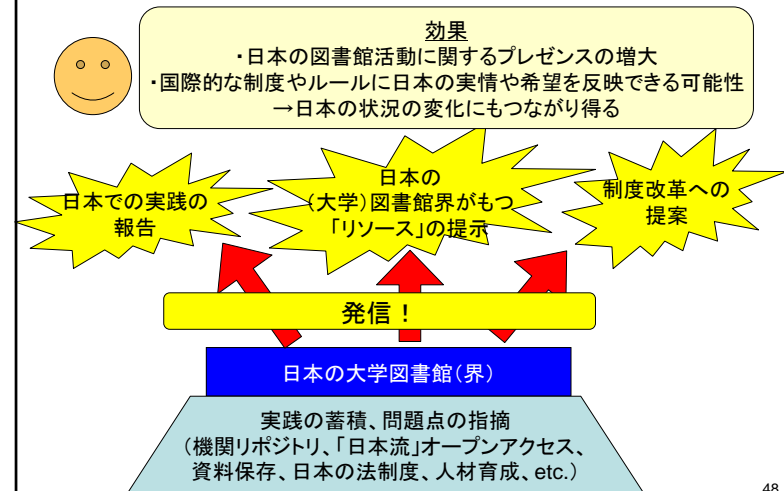 効果
・日本の図書館活動に関するプレゼンスの増大
・国際的な制度やルールに日本の実情や希望を反映できる可能性
→日本の状況の変化にもつながり得る
日本での実践の
報告
日本の
(大学)図書館界がもつ
「リソース」の提示
制度改革への
提案
発信！
日本の大学図書館(界)
実践の蓄積、問題点の指摘
(機関リポジトリ、「日本流」オープンアクセス、
資料保存、日本の法制度、人材育成、etc.)
48